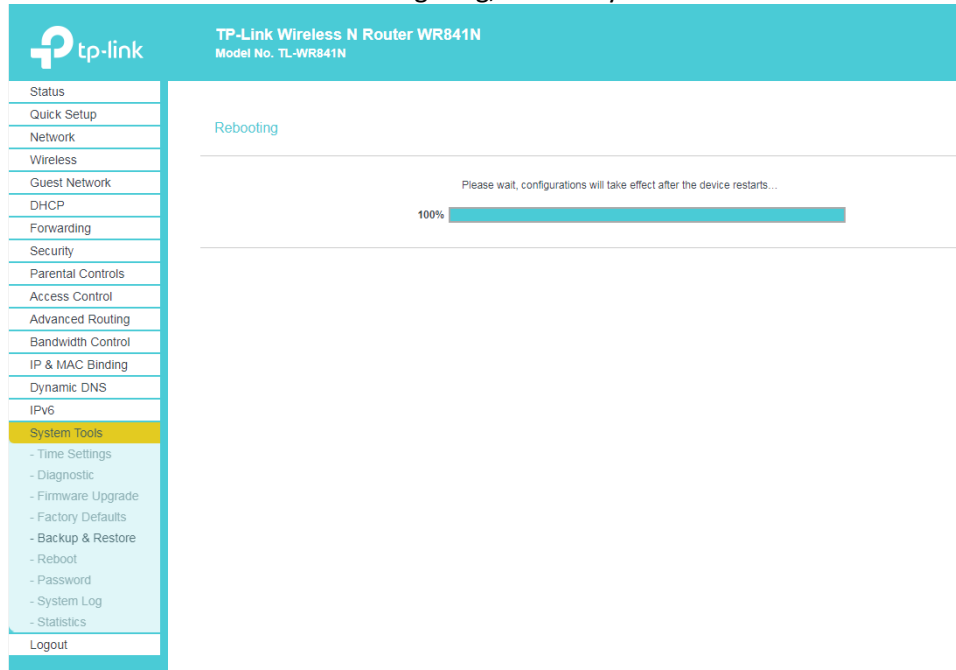 tp-link
TP-Link Wireless N Router WR841N
Model No. TL-WR841N
Status
Quick Setup
Network
Wireless
Guest Network
DHCP
Forwarding
Security
Parental Controls
Access Control
Advanced Routing
Bandwidth Control
IP & MAC Binding
Dynamic DNS
IPv6
System Tools
- Time Settings
- Diagnostic
- Firmware Upgrade
- Factory Defaults
- Backup & Restore
- Reboot
- Password
- System Log
- Statistics
Logout
Rebooting
Please wait, configurations will take effect after the device restarts...
100%